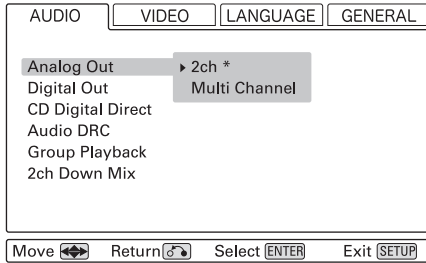 AUDIO VIDEO LANGUAGE GENERAL
Analog Out ▸ 2ch *
Digital Out Multi Channel
CD Digital Direct
Audio DRC
Group Playback
2ch Down Mix
Move Return Select ENTER Exit SETUP